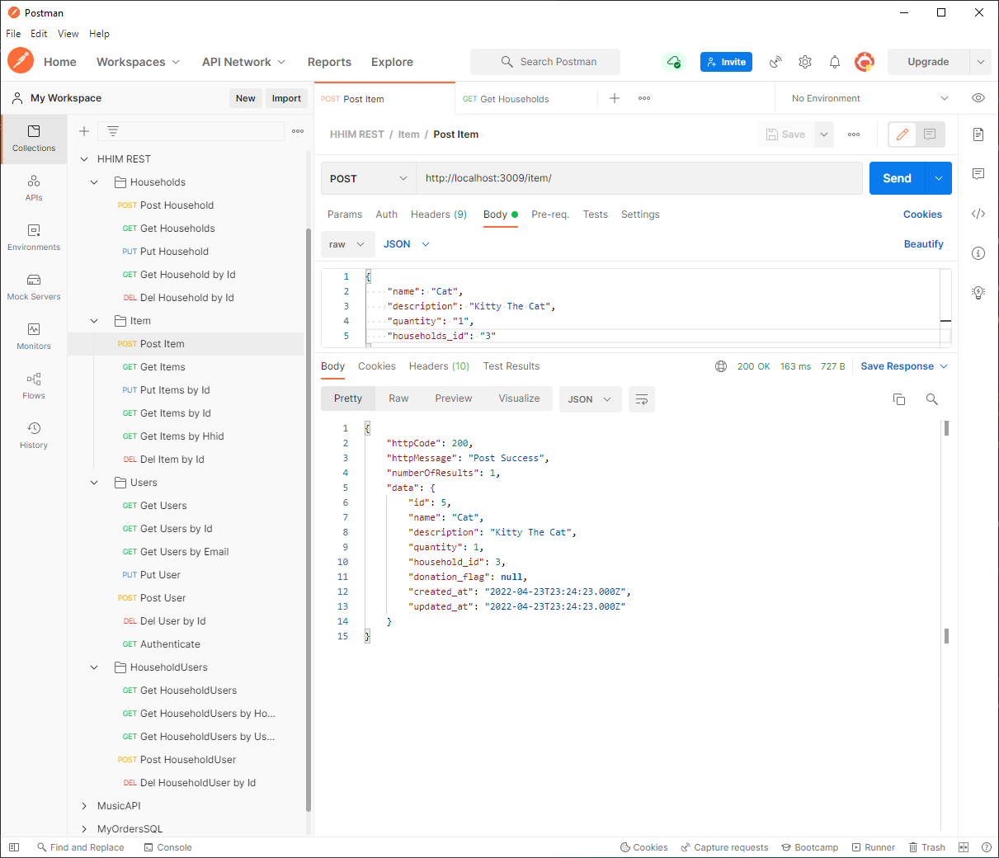 Postman
File Edit View Help
Home Workspaces API Network Reports Explore Search Postman Invite Upgrade
My Workspace New Import
POST Post Item GET Get Households No Environment
Collections
APIs
Environments
Mock Servers
Monitors
Flows
History
HHIM REST
Households
POST Post Household
GET Get Households
PUT Put Household
GET Get Household by Id
DEL Del Household by Id
Item
POST Post Item
GET Get Items
PUT Put Items by Id
GET Get Items by Id
GET Get Items by Hhid
DEL Del Item by Id
Users
GET Get Users
GET Get Users by Id
GET Get Users by Email
PUT Put User
POST Post User
DEL Del User by Id
GET Authenticate
HouseholdUsers
GET Get HouseholdUsers
GET Get HouseholdUsers by Ho...
GET Get HouseholdUsers by Us...
POST Post HouseholdUser
DEL Del HouseholdUser by Id
MusicAPI
MyOrdersSQL
HHIM REST / Item / Post Item Save
POST http://localhost:3009/item/ Send
Params Auth Headers (9) Body Pre-req. Tests Settings Cookies
raw JSON Beautify
1 {
2 "name": "Cat",
3 "description": "Kitty The Cat",
4 "quantity": "1",
5 "households_id": "3"
Body Cookies Headers (10) Test Results 200 OK 163 ms 727 B Save Response
Pretty Raw Preview Visualize JSON
1 {
2 "httpCode": 200,
3 "httpMessage": "Post Success",
4 "numberOfResults": 1,
5 "data": {
6 "id": 5,
7 "name": "Cat",
8 "description": "Kitty The Cat",
9 "quantity": 1,
10 "household_id": 3,
11 "donation_flag": null,
12 "created_at": "2022-04-23T23:24:23.000Z",
13 "updated_at": "2022-04-23T23:24:23.000Z"
14 }
15 }
Find and Replace Console Cookies Capture requests Bootcamp Runner Trash